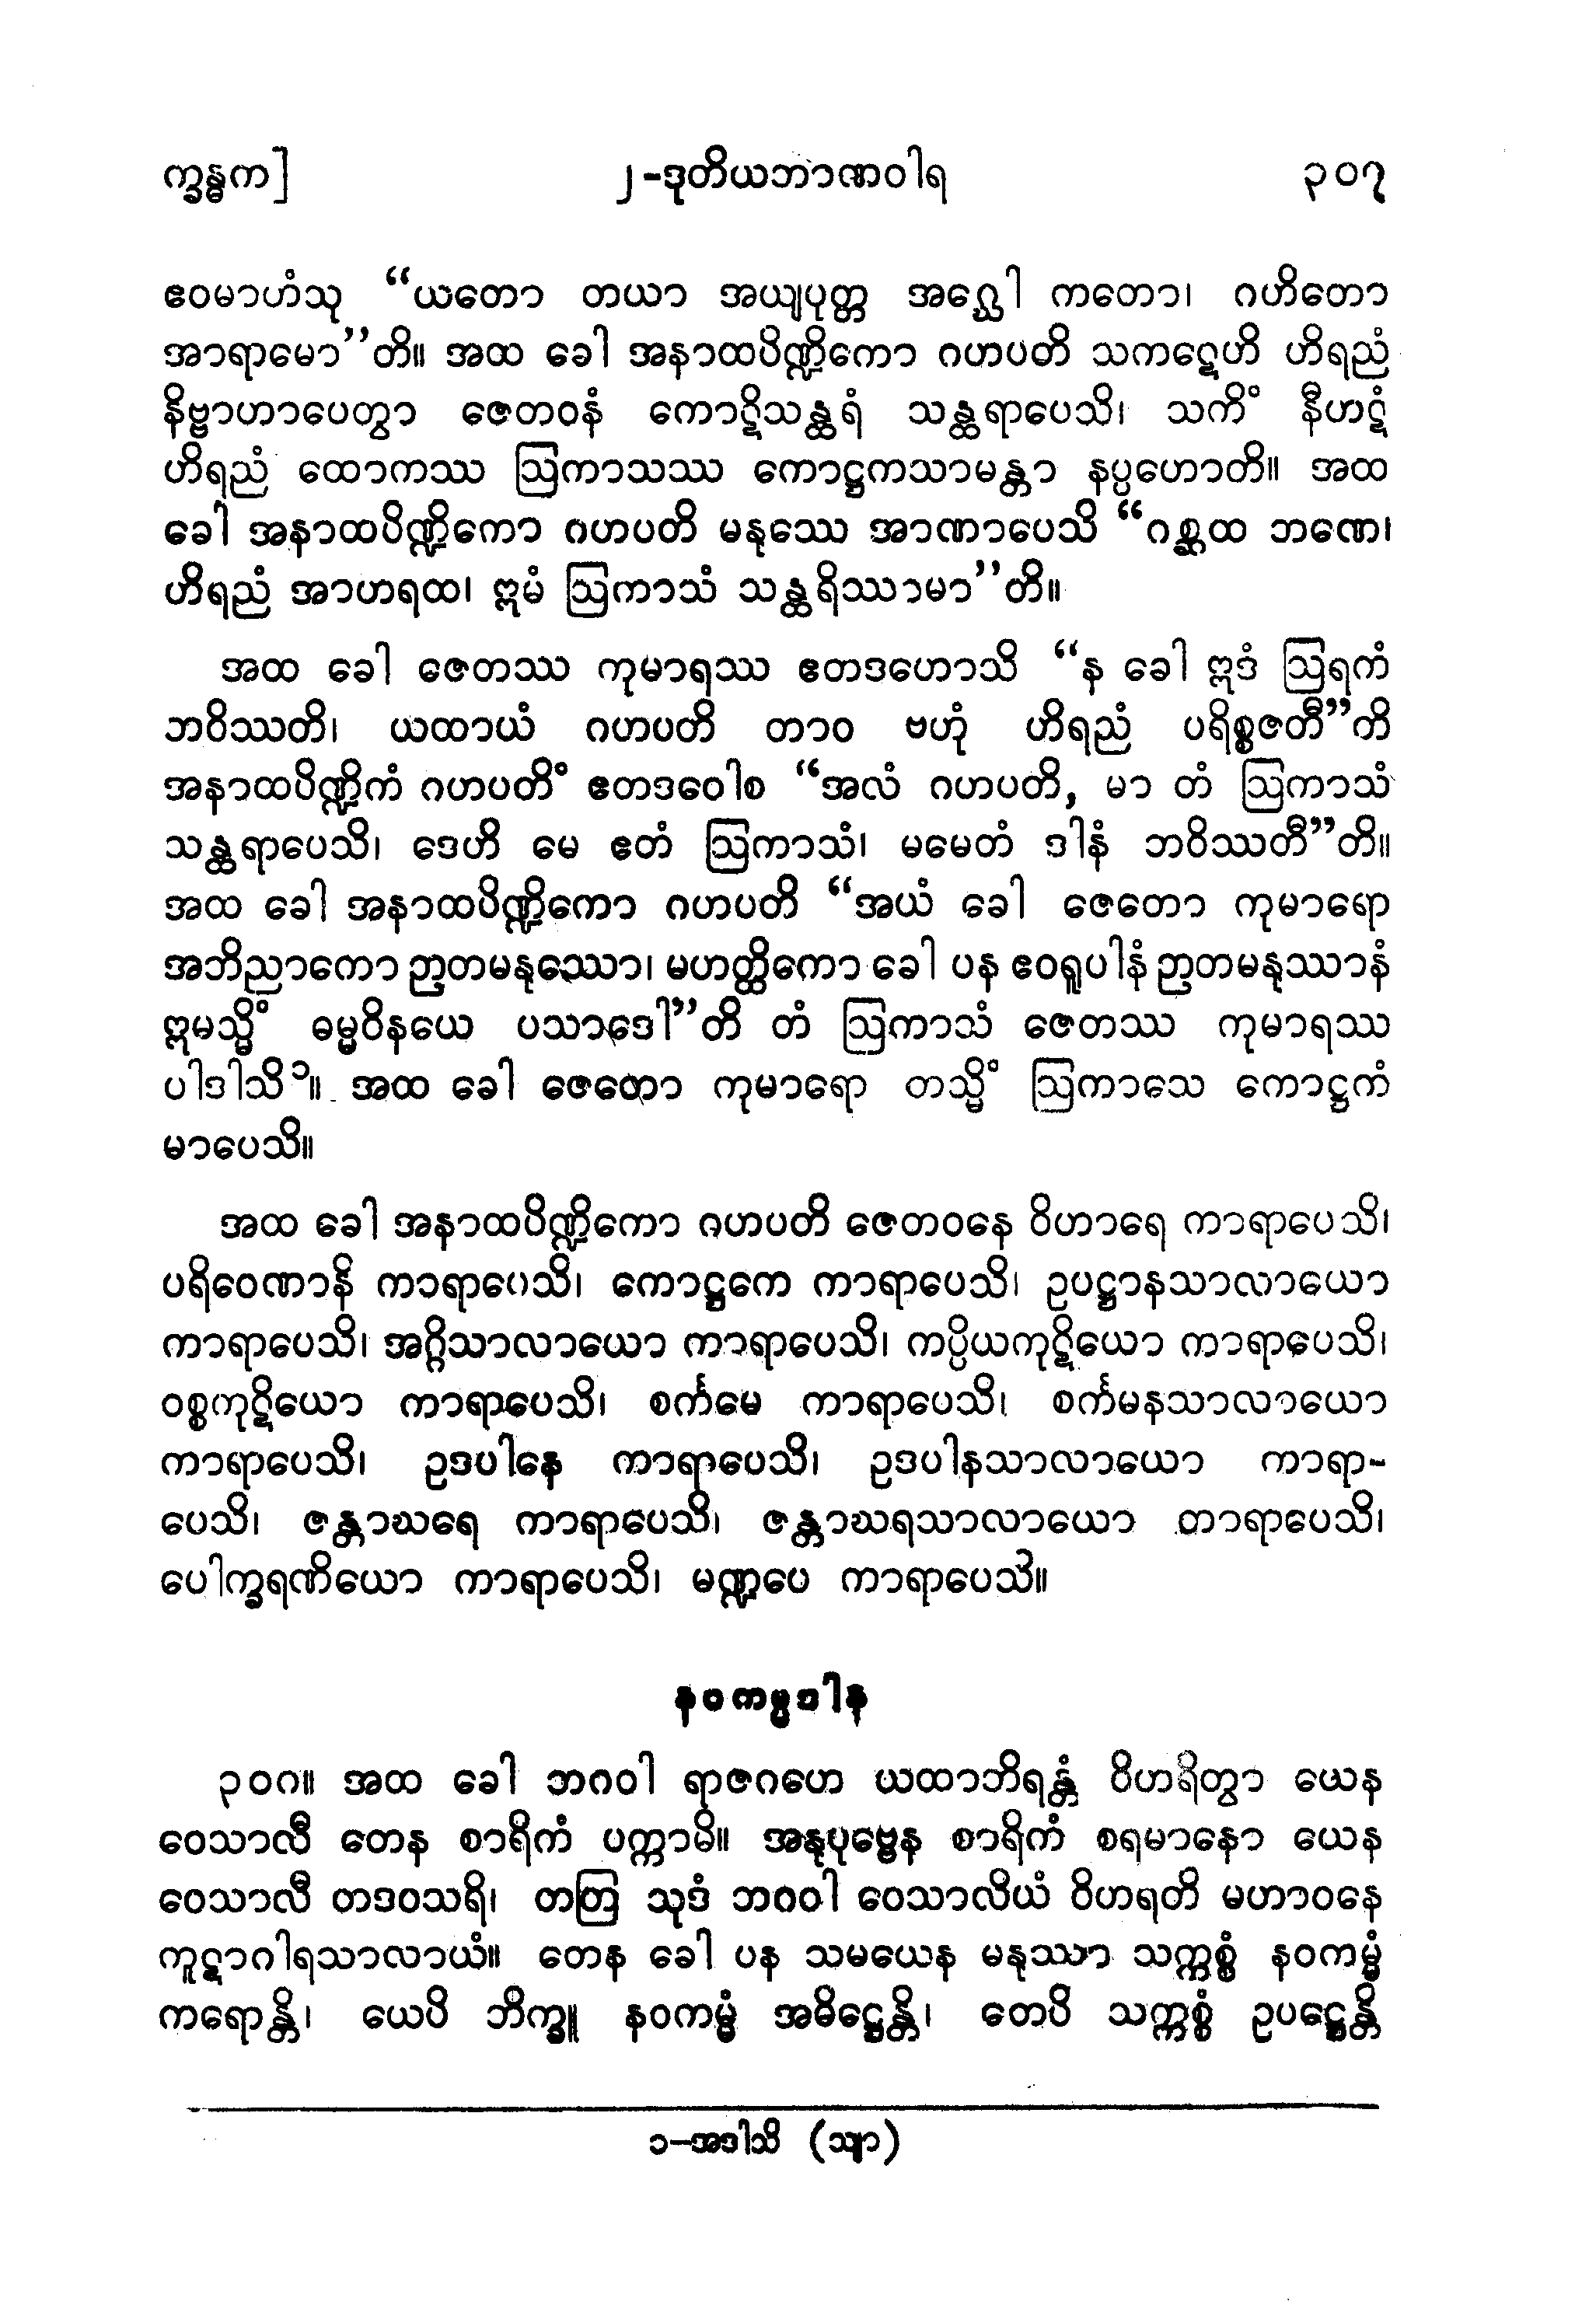 က္ခန္ဓက]
၂-ဒုတိယဘာဏဝါရ
၃၀၇
ဧဝမာဟံသု “ယတော တယာ အယျပုတ္တ အဂ္ဃေါ ကတော၊ ဂဟိတော
အာရာမော’’တိ။ အထ ခေါ အနာထပိဏ္ဍိကော ဂဟပတိ သကဋေဟိ ဟိရညံ
နိဗ္ဗာဟာပေတွာ ဇေတဝနံ ကောဋိသန္ထရံ သန္ထရာပေသိ၊ သကိံ နီဟဋံ
ဟိရညံ ထောကဿ ဩကာသဿ ကောဋ္ဌကသာမန္တာ နပ္ပဟောတိ။ အထ
ခေါ အနာထပိဏ္ဍိကော ဂဟပတိ မနုဿေ အာဏာပေသိ “ဂစ္ဆထ ဘဏေ၊
ဟိရညံ အာဟရထ၊ ဣမံ ဩကာသံ သန္ထရိဿာမာ’’တိ။
အထ ခေါ ဇေတဿ ကုမာရဿ ဧတဒဟောသိ “န ခေါ ဣဒံ ဩရကံ
ဘဝိဿတိ၊ ယထာယံ ဂဟပတိ တာဝ ဗဟုံ ဟိရညံ ပရိစ္စဇတီ”ကိ
အနာထပိဏ္ဍိကံ ဂဟပတိံ ဧတဒဝေါစ “အလံ ဂဟပတိ, မာ တံ ဩကာသံ
သန္ထရာပေသိ၊ ဒေဟိ မေ ဧတံ ဩကာသံ၊ မမေတံ ဒါနံ ဘဝိဿတီ”တိ။
အထ ခေါ အနာထပိဏ္ဍိကော ဂဟပတိ “အယံ ခေါ ဇေတော ကုမာရော
အဘိညာကော ဉာတမနုဿော၊ မဟတ္ထိကော ခေါ ပန ဧဝရူပါနံ ဉာတမနုဿာနံ
ဣမသ္မိံ ဓမ္မဝိနယေ ပသာဒေါ”တိ တံ ဩကာသံ ဇေတဿ ကုမာရဿ
ပါဒါသိ၁။ အထ ခေါ ဇေတော ကုမာရော တသ္မိံ ဩကာသေ ကောဋ္ဌကံ
မာပေသိ။
အထ ခေါ အနာထပိဏ္ဍိကော ဂဟပတိ ဇေတဝနေ ဝိဟာရေ ကာရာပေသိ၊
ပရိဝေဏာနိ ကာရာပေသိ၊ ကောဋ္ဌကေ ကာရာပေသိ၊ ဥပဋ္ဌာနသာလာယော
ကာရာပေသိ၊ အဂ္ဂိသာလာယော ကာရာပေသိ၊ ကပ္ပိယကုဋိယော ကာရာပေသိ၊
ဝစ္စကုဋိယော ကာရာပေသိ၊ စင်္ကမေ ကာရာပေသိ၊ စင်္ကမနသာလာယော
ကာရာပေသိ၊ ဥဒပါနေ ကာရာပေသိ၊ ဥဒပါနသာလာယော ကာရာ-
ပေသိ၊ ဇန္တာဃရေ ကာရာပေသိ၊ ဇန္တာဃရသာလာယော ကာရာပေသိ၊
ပေါက္ခရဏိယော ကာရာပေသိ၊ မဏ္ဍပေ ကာရာပေသိ။
နဝကမ္မဒါန
၃၀၈။ အထ ခေါ ဘဂဝါ ရာဇဂဟေ ယထာဘိရန္တံ ဝိဟရိတွာ ယေန
ဝေသာလီ တေန စာရိကံ ပက္ကာမိ။ အနုပုဗ္ဗေန စာရိကံ စရမာနော ယေန
ဝေသာလီ တဒဝသရိ၊ တတြ သုဒံ ဘဂဝါ ဝေသာလိယံ ဝိဟရတိ မဟာဝနေ
ကူဋာဂါရသာလာယံ။ တေန ခေါ ပန သမယေန မနုဿာ သက္ကစ္စံ နဝကမ္မံ
ကရောန္တိ၊ ယေပိ ဘိက္ခူ နဝကမ္မံ အဓိဋ္ဌေန္တိ၊ တေပိ သက္ကစ္စံ ဥပဋ္ဌေန္တိ
၁-အဒါသိ (သျာ)